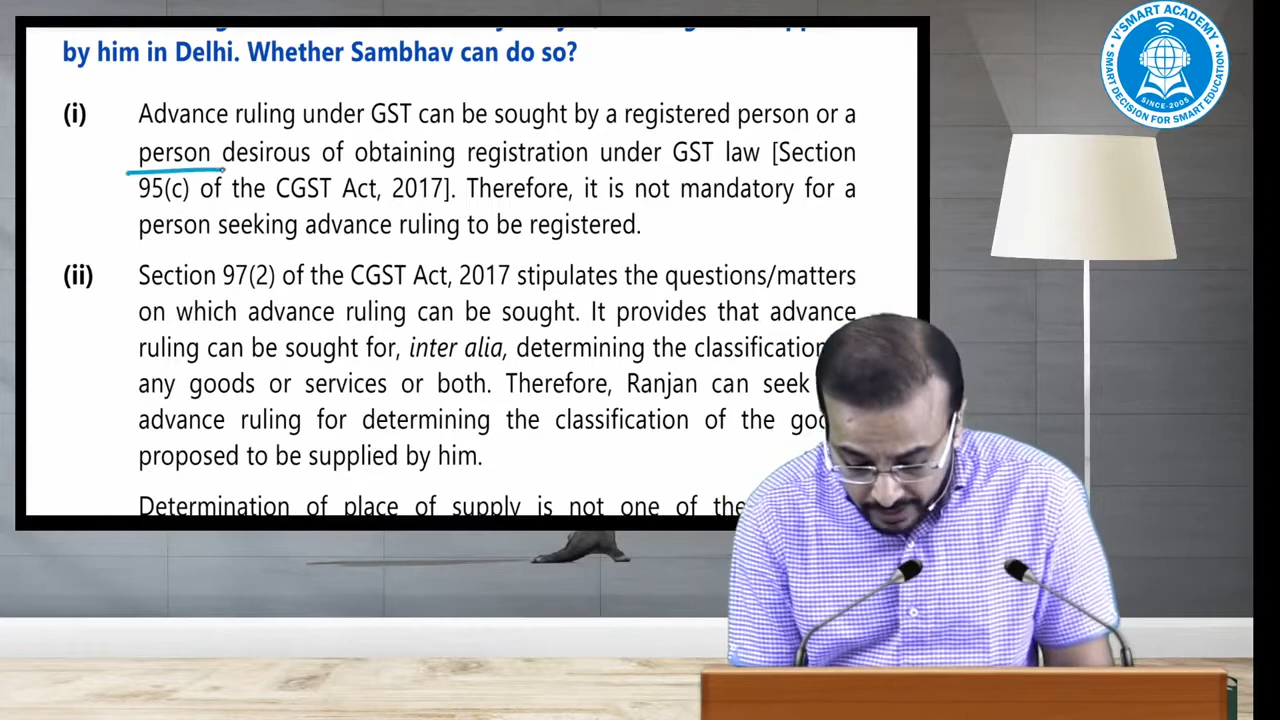 by him in Delhi. Whether Sambhav can do so?
(i) Advance ruling under GST can be sought by a registered person or a
person desirous of obtaining registration under GST law [Section
95(c) of the CGST Act, 2017]. Therefore, it is not mandatory for a
person seeking advance ruling to be registered.
(ii) Section 97(2) of the CGST Act, 2017 stipulates the questions/matters
on which advance ruling can be sought. It provides that advance
ruling can be sought for, inter alia, determining the classification
any goods or services or both. Therefore, Ranjan can seek
advance ruling for determining the classification of the
proposed to be supplied by him.
Determination of place of supply is not one of the
V'SMART ACADEMY
SINCE-2005
SMART DECISION FOR SMART EDUCATION